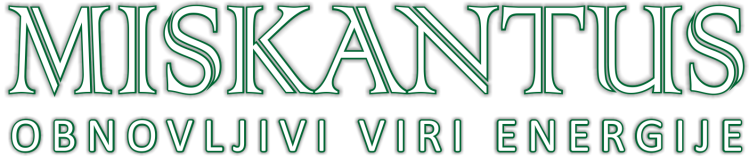 MISKANTUS
OBNOVLJIVI VIRI ENERGIJE